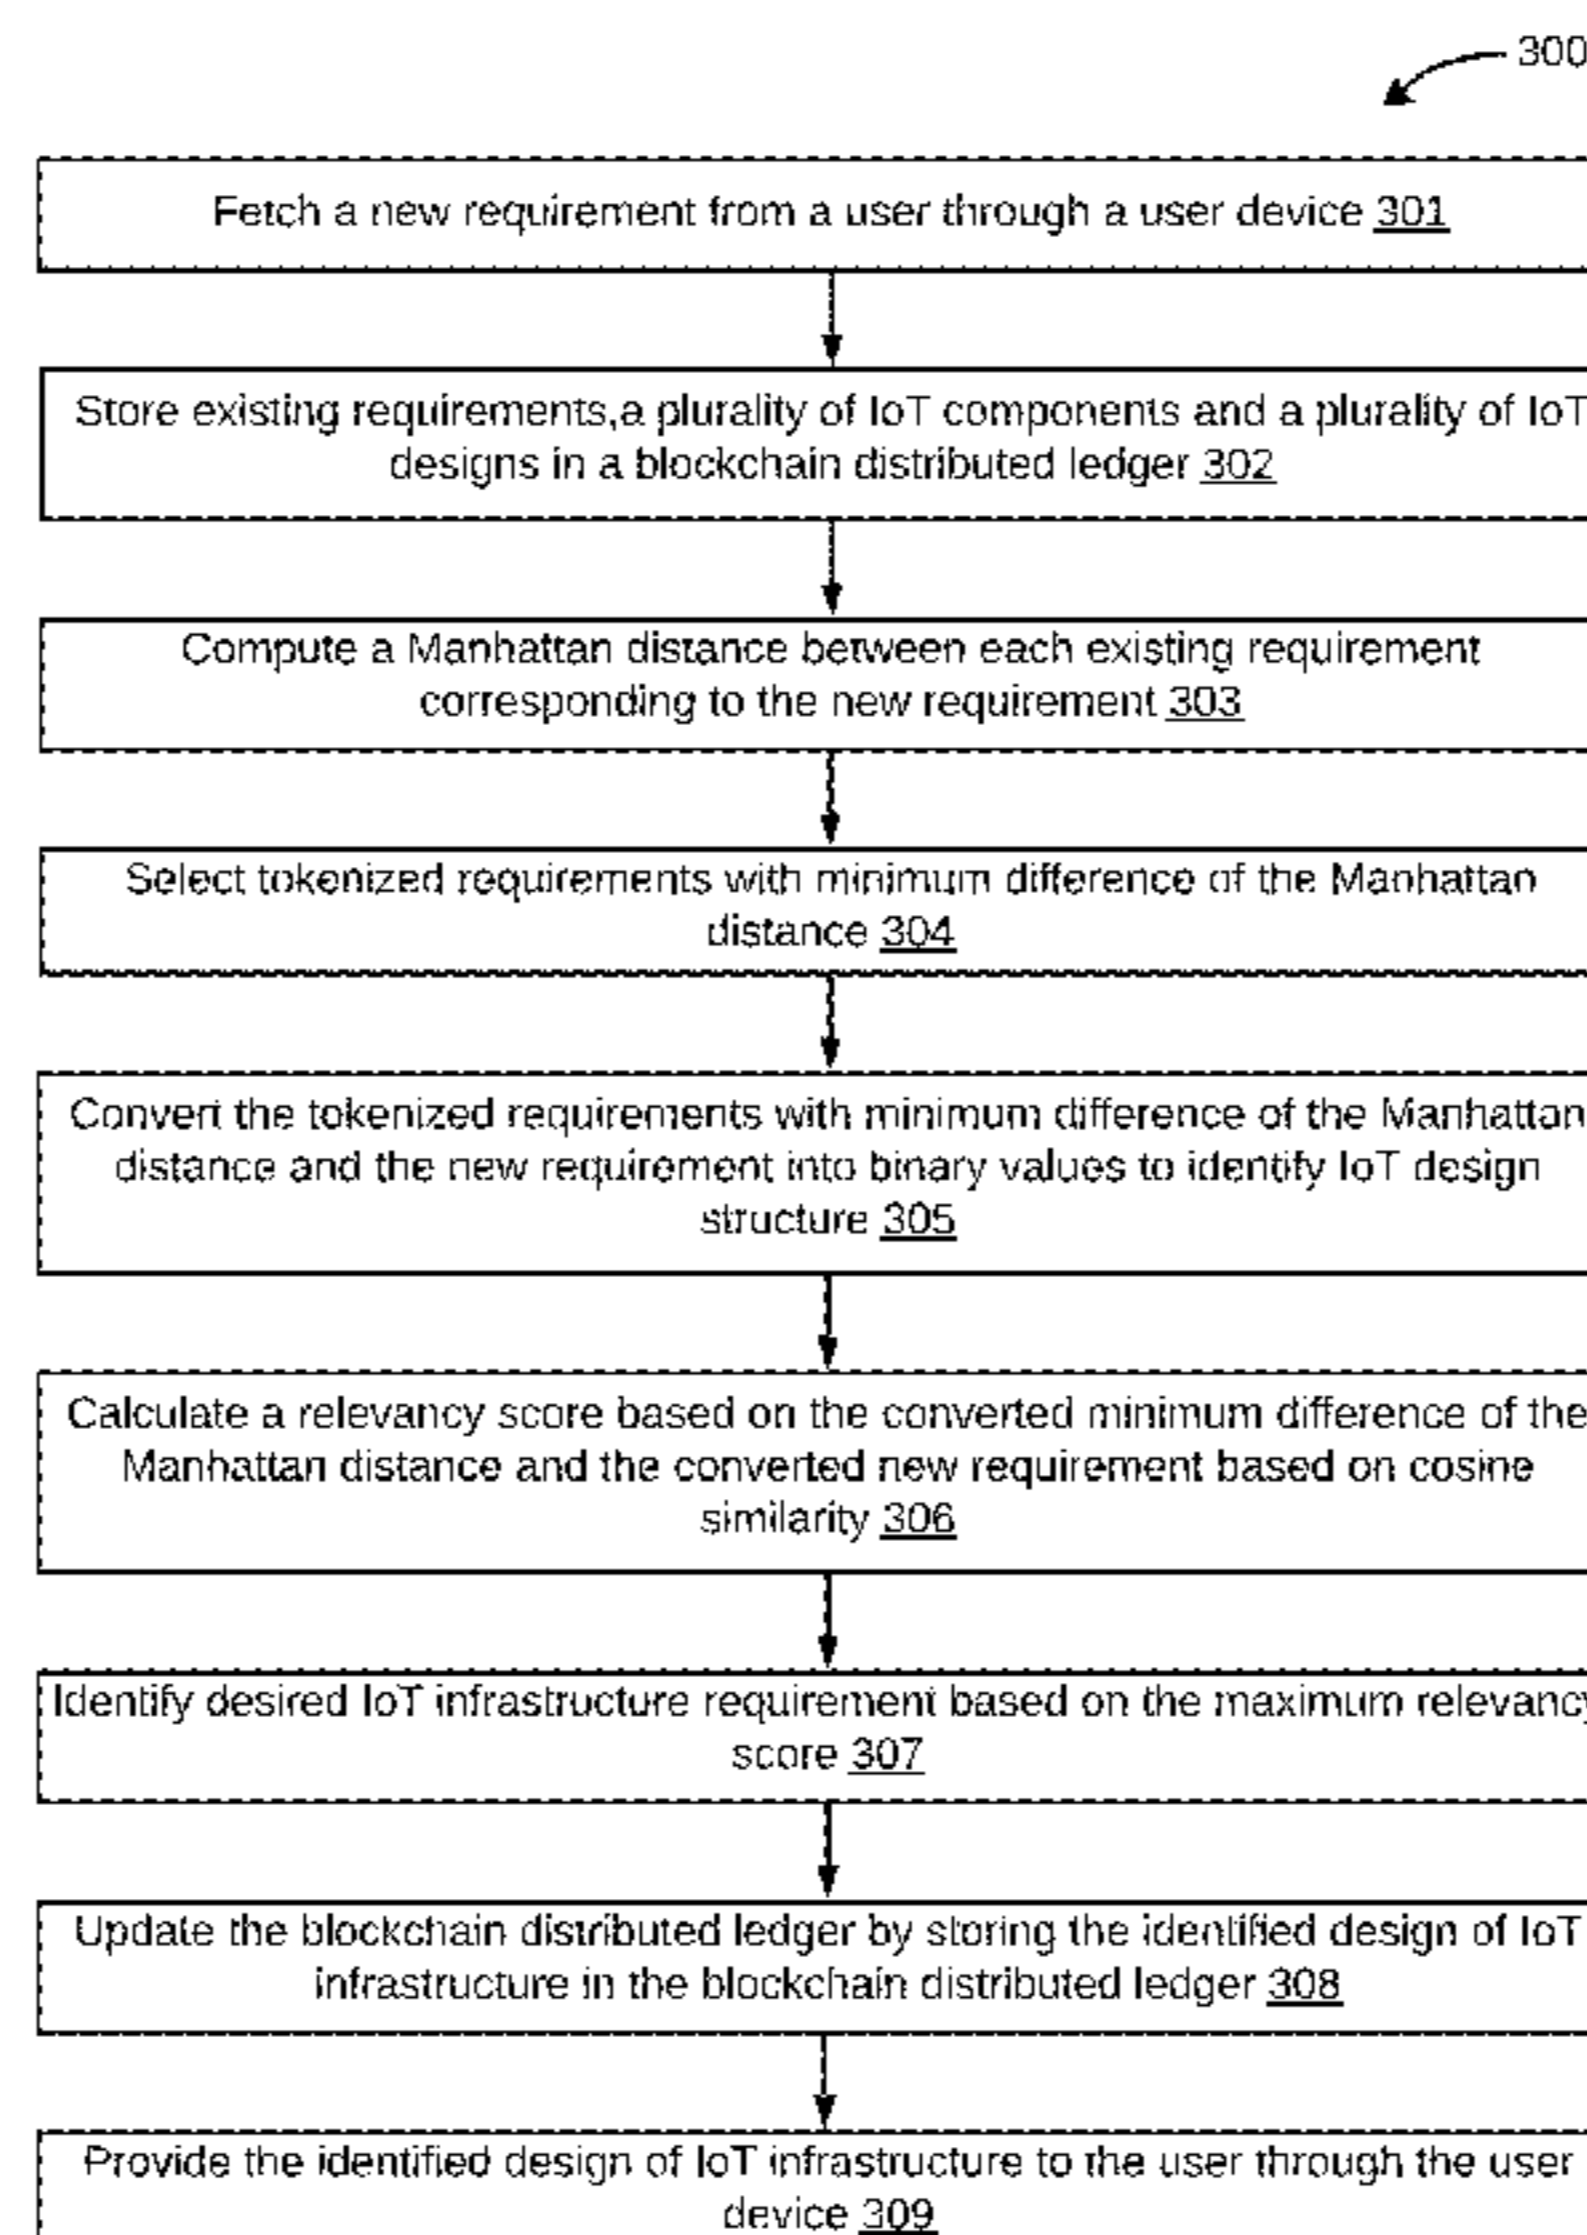 300
Fetch a new requirement from a user through a user device 301
Store existing requirements,a plurality of IoT components and a plurality of IoT
designs in a blockchain distributed ledger 302
Compute a Manhattan distance between each existing requirement
corresponding to the new requirement 303
Select tokenized requirements with minimum difference of the Manhattan
distance 304
Convert the tokenized requirements with minimum difference of the Manhattan
distance and the new requirement into binary values to identify IoT design
structure 305
Calculate a relevancy score based on the converted minimum difference of the
Manhattan distance and the converted new requirement based on cosine
similarity 306
Identify desired IoT infrastructure requirement based on the maximum relevancy
score 307
Update the blockchain distributed ledger by storing the identified design of IoT
infrastructure in the blockchain distributed ledger 308
Provide the identified design of IoT infrastructure to the user through the user
device 309